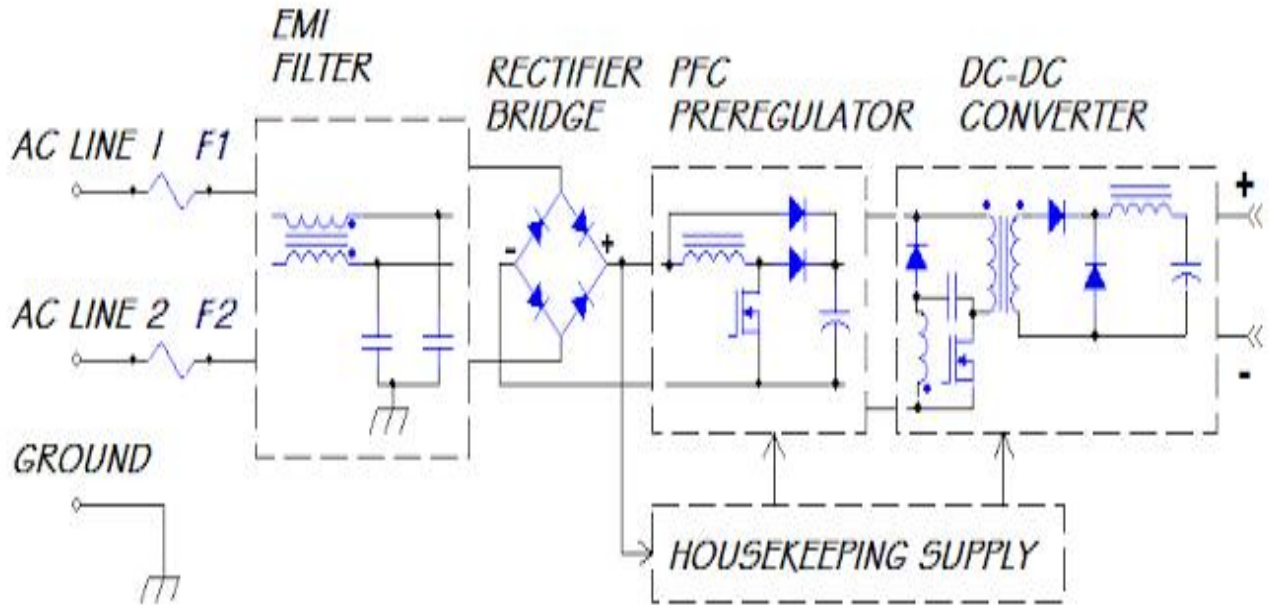 EMI
FILTER
RECTIFIER
BRIDGE
PFC
PREREGULATOR
DC-DC
CONVERTER
AC LINE 1 F1
- +
+
AC LINE 2 F2
-
GROUND
HOUSEKEEPING SUPPLY